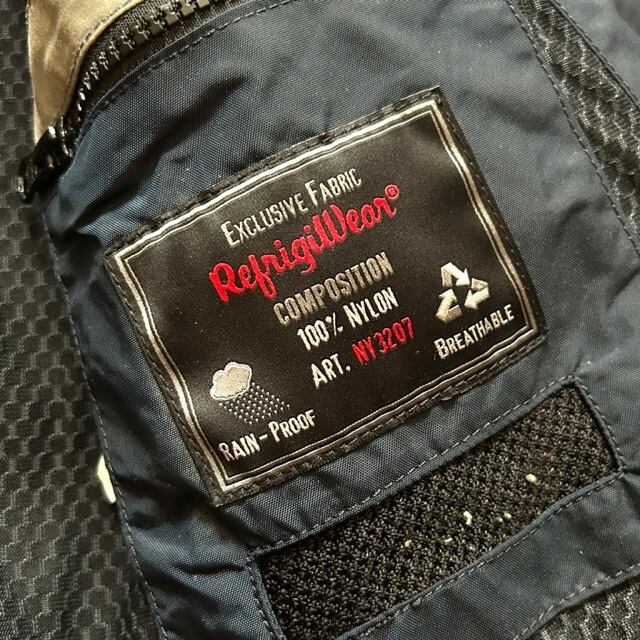 EXCLUSIVE FABRIC
RefrigiWear®
COMPOSITION
100% NYLON
ART. NY3207
RAIN-PROOF
BREATHABLE